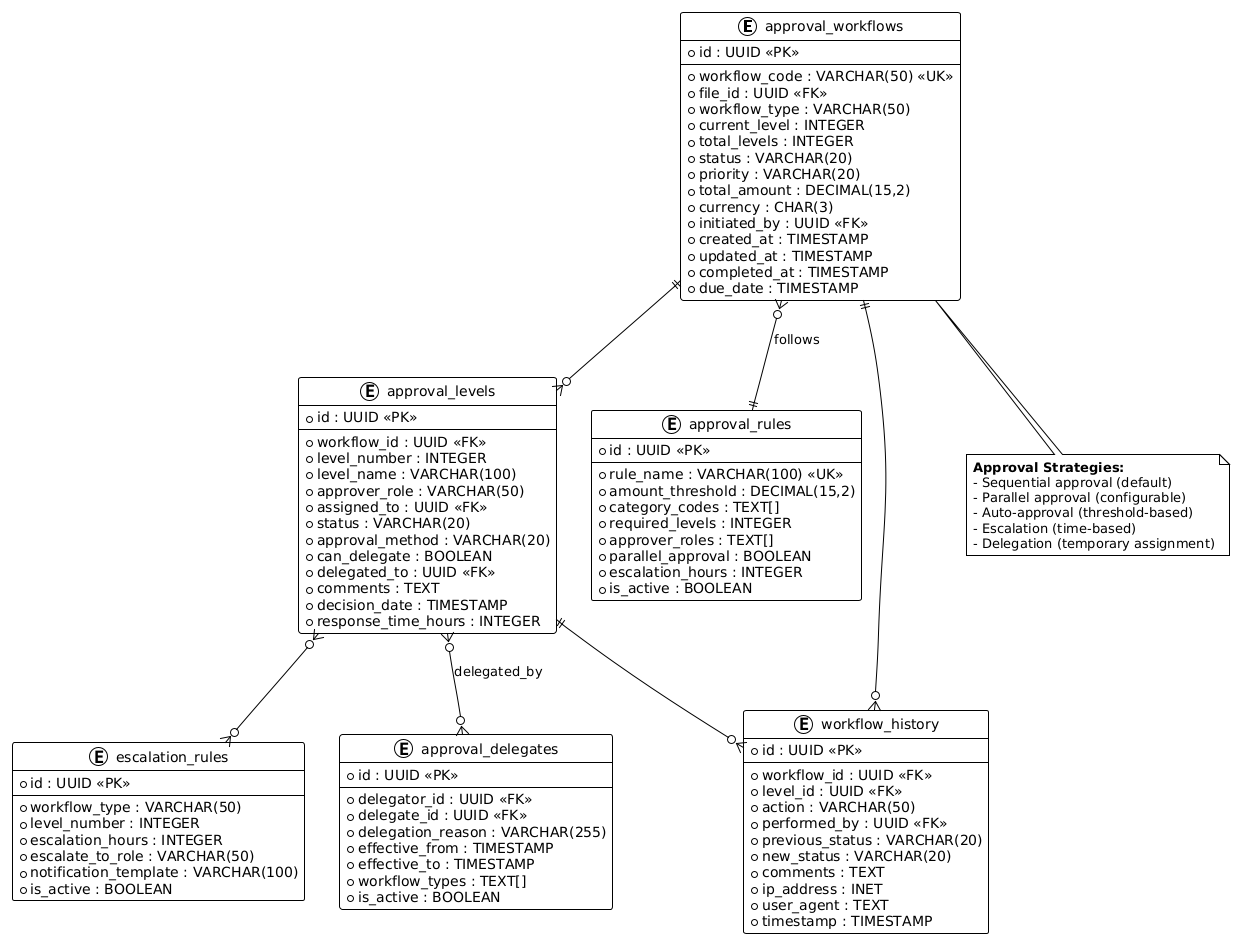 E approval_workflows
id : UUID «PK»
workflow_code : VARCHAR(50) «UK»
file_id : UUID «FK»
workflow_type : VARCHAR(50)
current_level : INTEGER
total_levels : INTEGER
status : VARCHAR(20)
priority : VARCHAR(20)
total_amount : DECIMAL(15,2)
currency : CHAR(3)
initiated_by : UUID «FK»
created_at : TIMESTAMP
updated_at : TIMESTAMP
completed_at : TIMESTAMP
due_date : TIMESTAMP
follows
E approval_levels
id : UUID «PK»
workflow_id : UUID «FK»
level_number : INTEGER
level_name : VARCHAR(100)
approver_role : VARCHAR(50)
assigned_to : UUID «FK»
status : VARCHAR(20)
approval_method : VARCHAR(20)
can_delegate : BOOLEAN
delegated_to : UUID «FK»
comments : TEXT
decision_date : TIMESTAMP
response_time_hours : INTEGER
E approval_rules
id : UUID «PK»
rule_name : VARCHAR(100) «UK»
amount_threshold : DECIMAL(15,2)
category_codes : TEXT[]
required_levels : INTEGER
approver_roles : TEXT[]
parallel_approval : BOOLEAN
escalation_hours : INTEGER
is_active : BOOLEAN
Approval Strategies:
- Sequential approval (default)
- Parallel approval (configurable)
- Auto-approval (threshold-based)
- Escalation (time-based)
- Delegation (temporary assignment)
delegated_by
E escalation_rules
id : UUID «PK»
workflow_type : VARCHAR(50)
level_number : INTEGER
escalation_hours : INTEGER
escalate_to_role : VARCHAR(50)
notification_template : VARCHAR(100)
is_active : BOOLEAN
E approval_delegates
id : UUID «PK»
delegator_id : UUID «FK»
delegate_id : UUID «FK»
delegation_reason : VARCHAR(255)
effective_from : TIMESTAMP
effective_to : TIMESTAMP
workflow_types : TEXT[]
is_active : BOOLEAN
E workflow_history
id : UUID «PK»
workflow_id : UUID «FK»
level_id : UUID «FK»
action : VARCHAR(50)
performed_by : UUID «FK»
previous_status : VARCHAR(20)
new_status : VARCHAR(20)
comments : TEXT
ip_address : INET
user_agent : TEXT
timestamp : TIMESTAMP